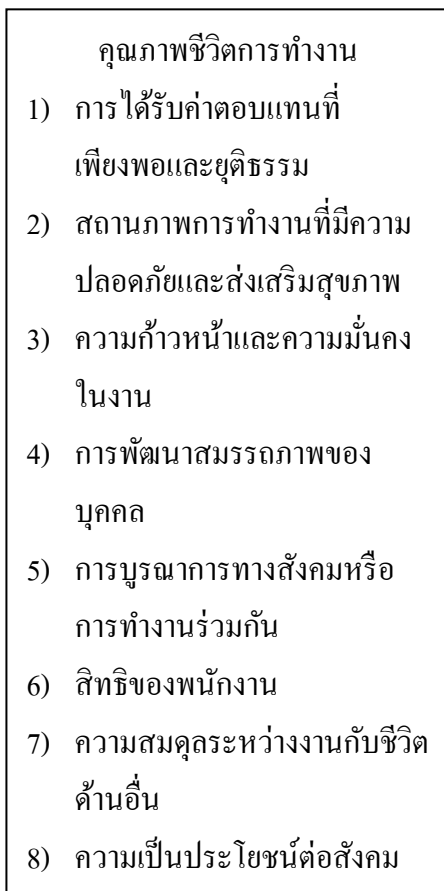 คุณภาพชีวิตการทำงาน
1) การได้รับค่าตอบแทนที่
เพียงพอและยุติธรรม
2) สถานภาพการทำงานที่มีความ
ปลอดภัยและส่งเสริมสุขภาพ
3) ความก้าวหน้าและความมั่นคง
ในงาน
4) การพัฒนาสมรรถภาพของ
บุคคล
5) การบูรณาการทางสังคมหรือ
การทำงานร่วมกัน
6) สิทธิของพนักงาน
7) ความสมดุลระหว่างงานกับชีวิต
ด้านอื่น
8) ความเป็นประโยชน์ต่อสังคม